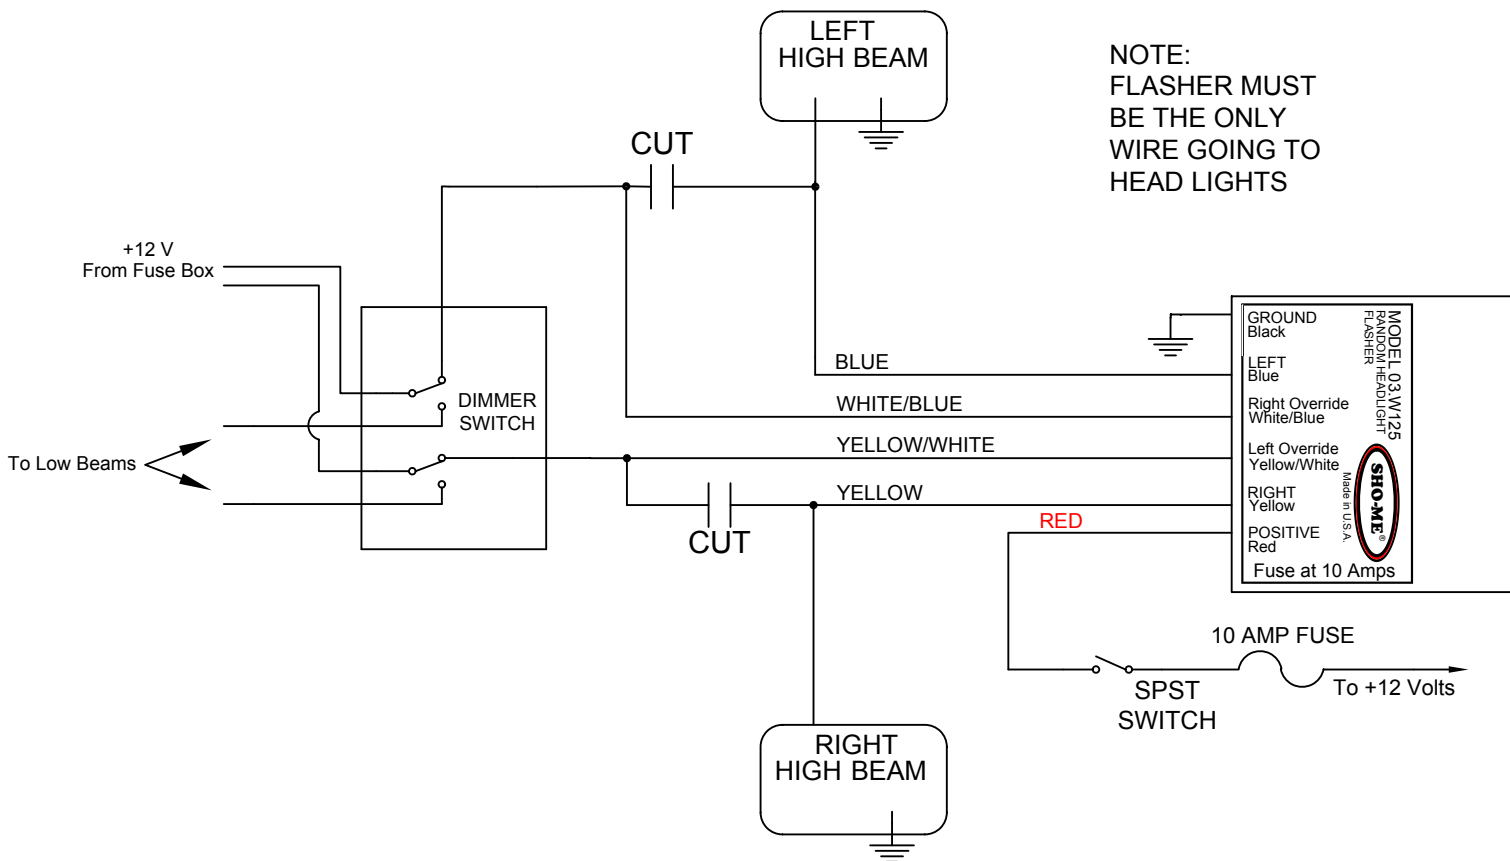 LEFT
HIGH BEAM
NOTE:
FLASHER MUST
BE THE ONLY
WIRE GOING TO
HEAD LIGHTS
CUT
+12 V
From Fuse Box
DIMMER
SWITCH
To Low Beams
BLUE
WHITE/BLUE
YELLOW/WHITE
YELLOW
RED
CUT
GROUND
Black
LEFT
Blue
Right Override
White/Blue
Left Override
Yellow/White
RIGHT
Yellow
POSITIVE
Red
Fuse at 10 Amps
MODEL 03.W125
RANDOM HEADLIGHT
FLASHER
SHO-ME®
Made in U.S.A.
10 AMP FUSE
SPST
SWITCH
To +12 Volts
RIGHT
HIGH BEAM